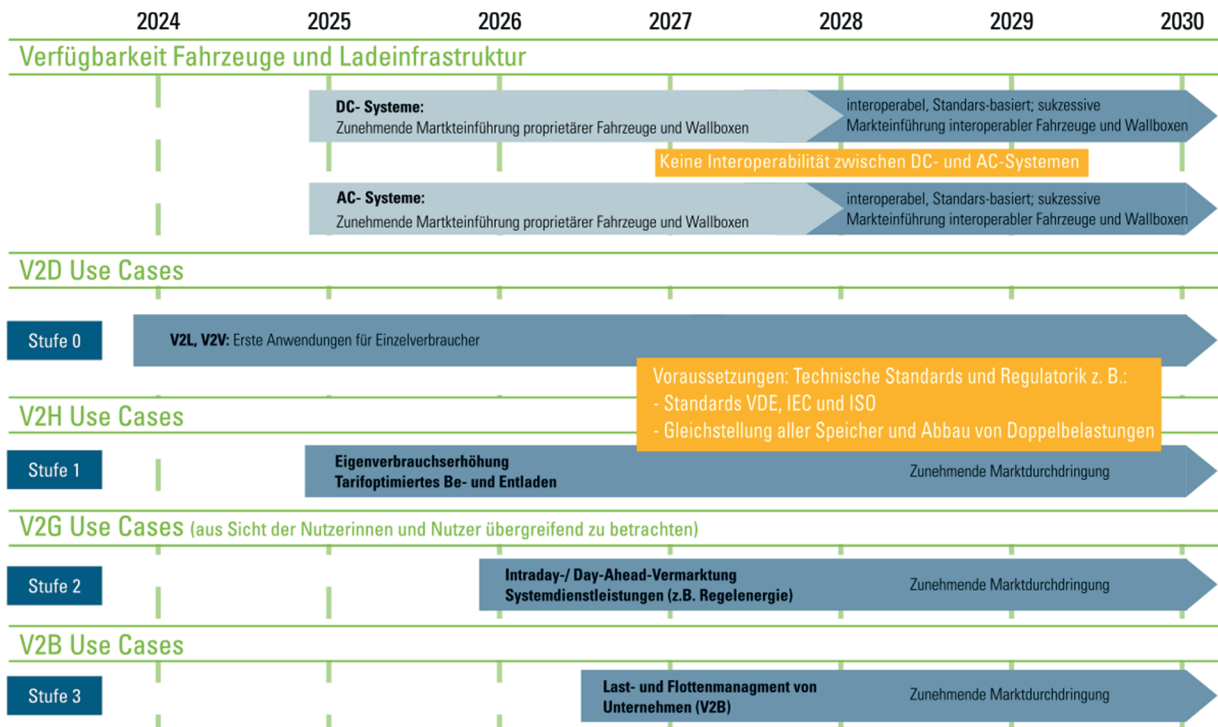 2024 2025 2026 2027 2028 2029 2030
Verfügbarkeit Fahrzeuge und Ladeinfrastruktur
DC- Systeme:
Zunehmende Martkteinführung proprietärer Fahrzeuge und Wallboxen
interoperabel, Standars-basiert; sukzessive
Markteinführung interoperabler Fahrzeuge und Wallboxen
Keine Interoperabilität zwischen DC- und AC-Systemen
AC- Systeme:
Zunehmende Martkteinführung proprietärer Fahrzeuge und Wallboxen
interoperabel, Standars-basiert; sukzessive
Markteinführung interoperabler Fahrzeuge und Wallboxen
V2D Use Cases
Stufe 0
V2L, V2V: Erste Anwendungen für Einzelverbraucher
Voraussetzungen: Technische Standards und Regulatorik z. B.:
- Standards VDE, IEC und ISO
- Gleichstellung aller Speicher und Abbau von Doppelbelastungen
V2H Use Cases
Stufe 1
Eigenverbrauchserhöhung
Tarifoptimiertes Be- und Entladen
Zunehmende Marktdurchdringung
V2G Use Cases (aus Sicht der Nutzerinnen und Nutzer übergreifend zu betrachten)
Stufe 2
Intraday-/ Day-Ahead-Vermarktung
Systemdienstleistungen (z.B. Regelenergie)
Zunehmende Marktdurchdringung
V2B Use Cases
Stufe 3
Last- und Flottenmanagment von
Unternehmen (V2B)
Zunehmende Marktdurchdringung